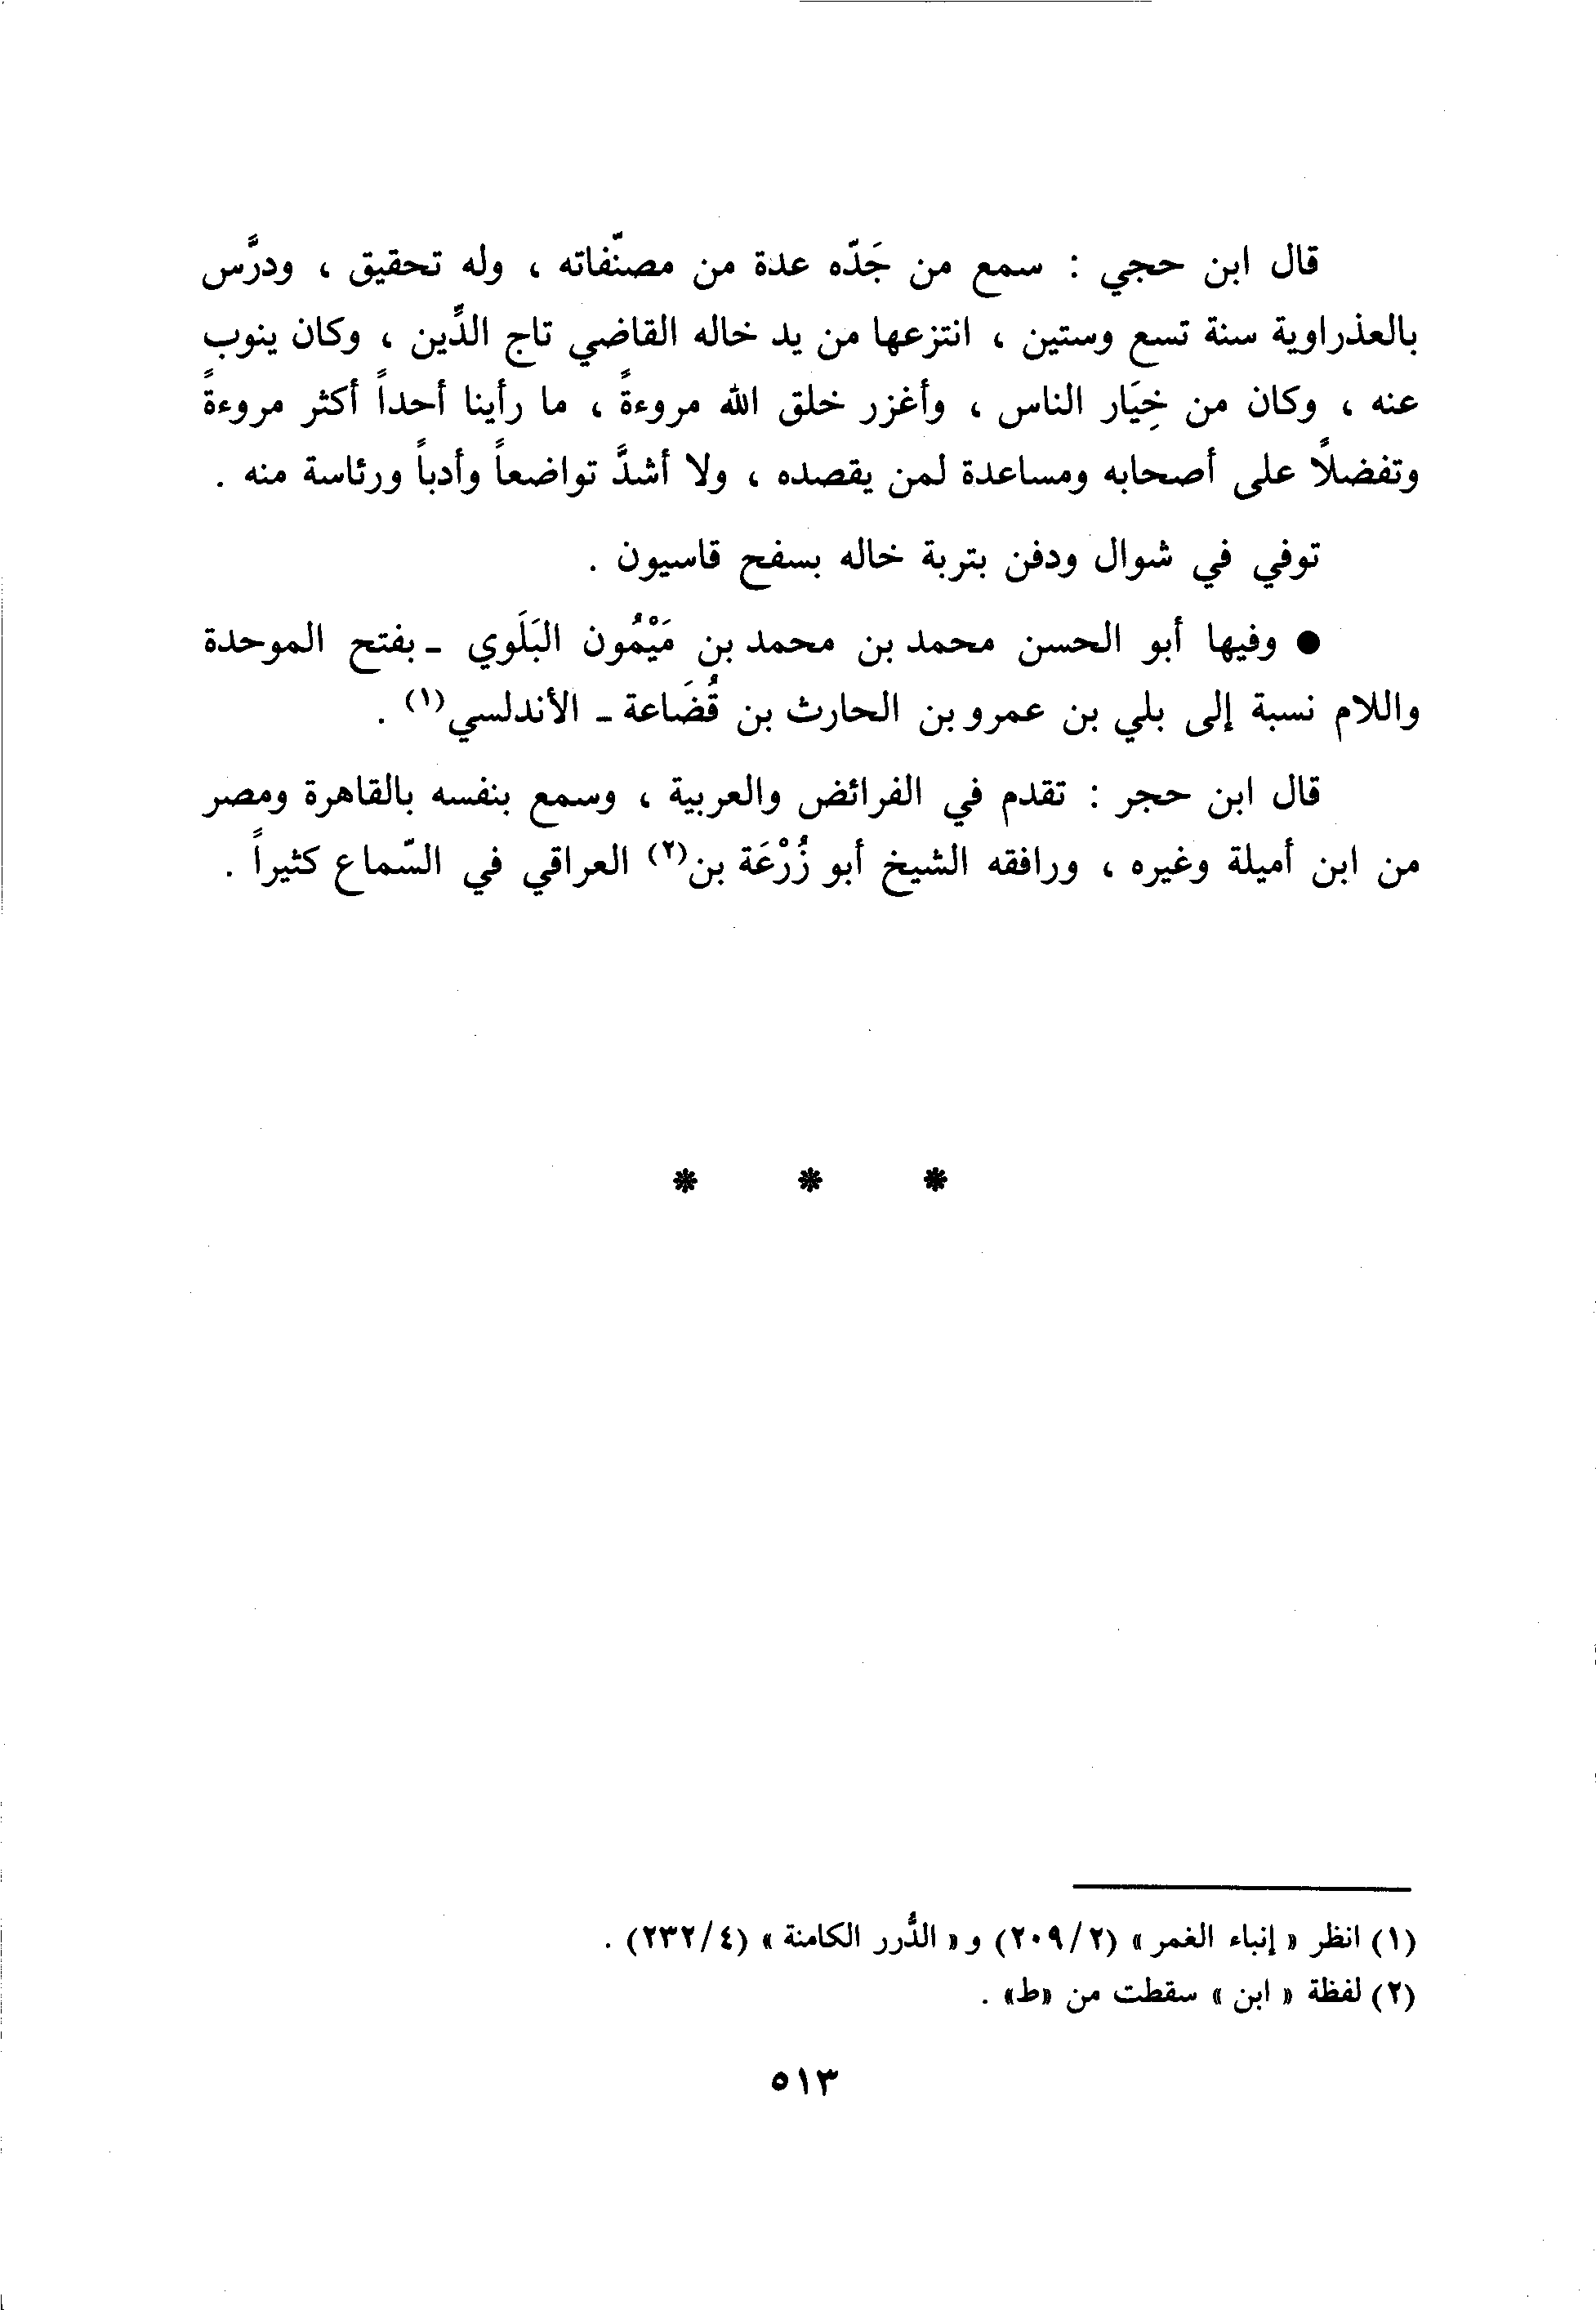 قال ابن حجي : سمع من جَدّه عدة من مصنّفاته ، وله تحقيق ، ودرَّس
بالعذراوية سنة تسع وستين ، انتزعها من يد خاله القاضي تاج الدِّين ، وكان ينوب
عنه ، وكان من خِيَار الناس ، وأغزر خلق الله مروءةً ، ما رأينا أحداً أكثر مروءةً
وتفضلاً على أصحابه ومساعدة لمن يقصده ، ولا أشدَّ تواضعاً وأدباً ورئاسة منه .
توفي في شوال ودفن بتربة خاله بسفح قاسيون .
● وفيها أبو الحسن محمد بن محمد بن مَيْمُون البَلَوي - بفتح الموحدة
واللام نسبة إلى بلي بن عمرو بن الحارث بن قُضَاعة - الأندلسي(١) .
قال ابن حجر : تقدم في الفرائض والعربية ، وسمع بنفسه بالقاهرة ومصر
من ابن أميلة وغيره ، ورافقه الشيخ أبو زُرْعَة بن(٢) العراقي في السّماع كثيراً .
* * *
(١) انظر « إنباء الغمر » (٢/٢٠٩) و « الدُّرر الكامنة » (٤/٢٣٢) .
(٢) لفظة « ابن » سقطت من «ط» .
٥١٣